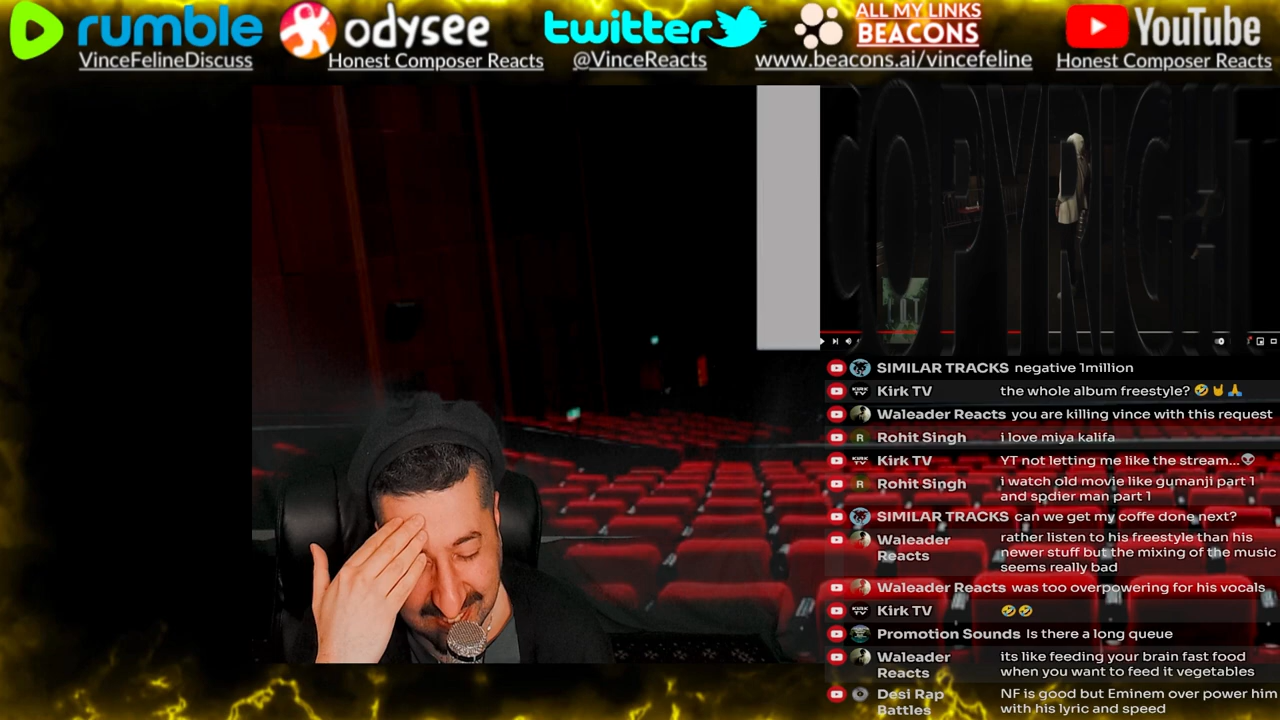 rumble
VinceFelineDiscuss
odysee
Honest Composer Reacts
twitter
@VinceReacts
ALL MY LINKS
BEACONS
www.beacons.ai/vincefeline
YouTube
Honest Composer Reacts
COPYRIGHT
SIMILAR TRACKS negative 1million
KIRK TV
Kirk TV the whole album freestyle? 🤣🤘🙏
Waleader Reacts you are killing vince with this request
R
Rohit Singh i love miya kalifa
KIRK TV
Kirk TV YT not letting me like the stream...👽
R
Rohit Singh i watch old movie like gumanji part 1
and spdier man part 1
SIMILAR TRACKS can we get my coffe done next?
Waleader Reacts rather listen to his freestyle than his
newer stuff but the mixing of the music
seems really bad
Waleader Reacts was too overpowering for his vocals
KIRK TV
Kirk TV 🤣🤣
Promotion Sounds Is there a long queue
Waleader Reacts its like feeding your brain fast food
when you want to feed it vegetables
Desi Rap Battles NF is good but Eminem over power him
with his lyric and speed